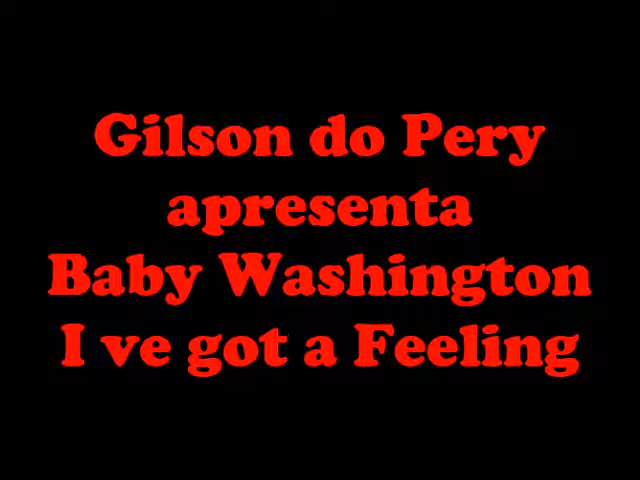 Gilson do Pery
apresenta
Baby Washington
I ve got a Feeling